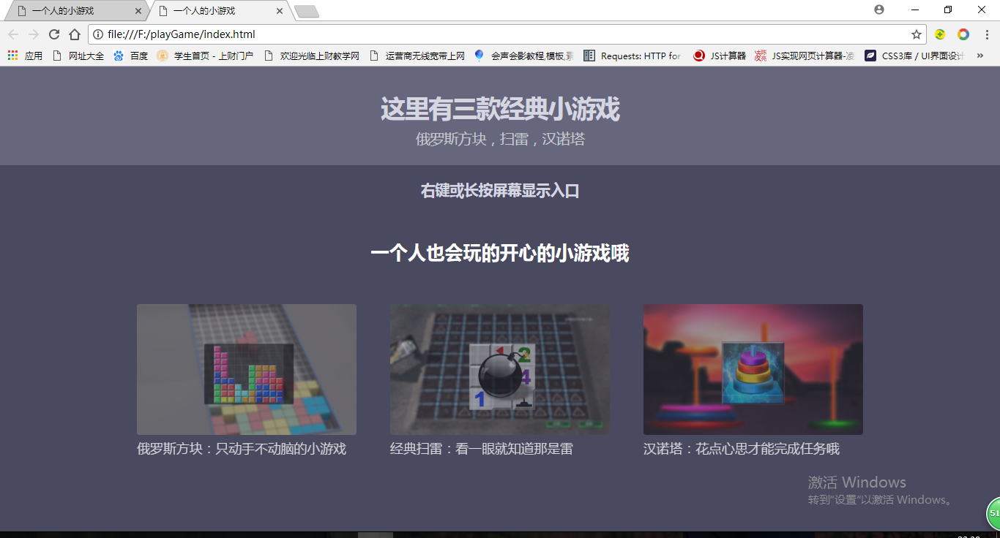 一个人的小游戏
一个人的小游戏
file:///F:/playGame/index.html
应用 网址大全 百度 学生首页 - 上财门户 欢迎光临上财教学网 运营商无线宽带上网 会声会影教程,模板, Requests: HTTP for JS计算器 JS实现网页计算器-凌 CSS3库 / UI界面设计 »
这里有三款经典小游戏
俄罗斯方块，扫雷，汉诺塔
右键或长按屏幕显示入口
一个人也会玩的开心的小游戏哦
2
4
1
俄罗斯方块：只动手不动脑的小游戏
经典扫雷：看一眼就知道那是雷
汉诺塔：花点心思才能完成任务哦
激活 Windows
转到"设置"以激活 Windows。
51